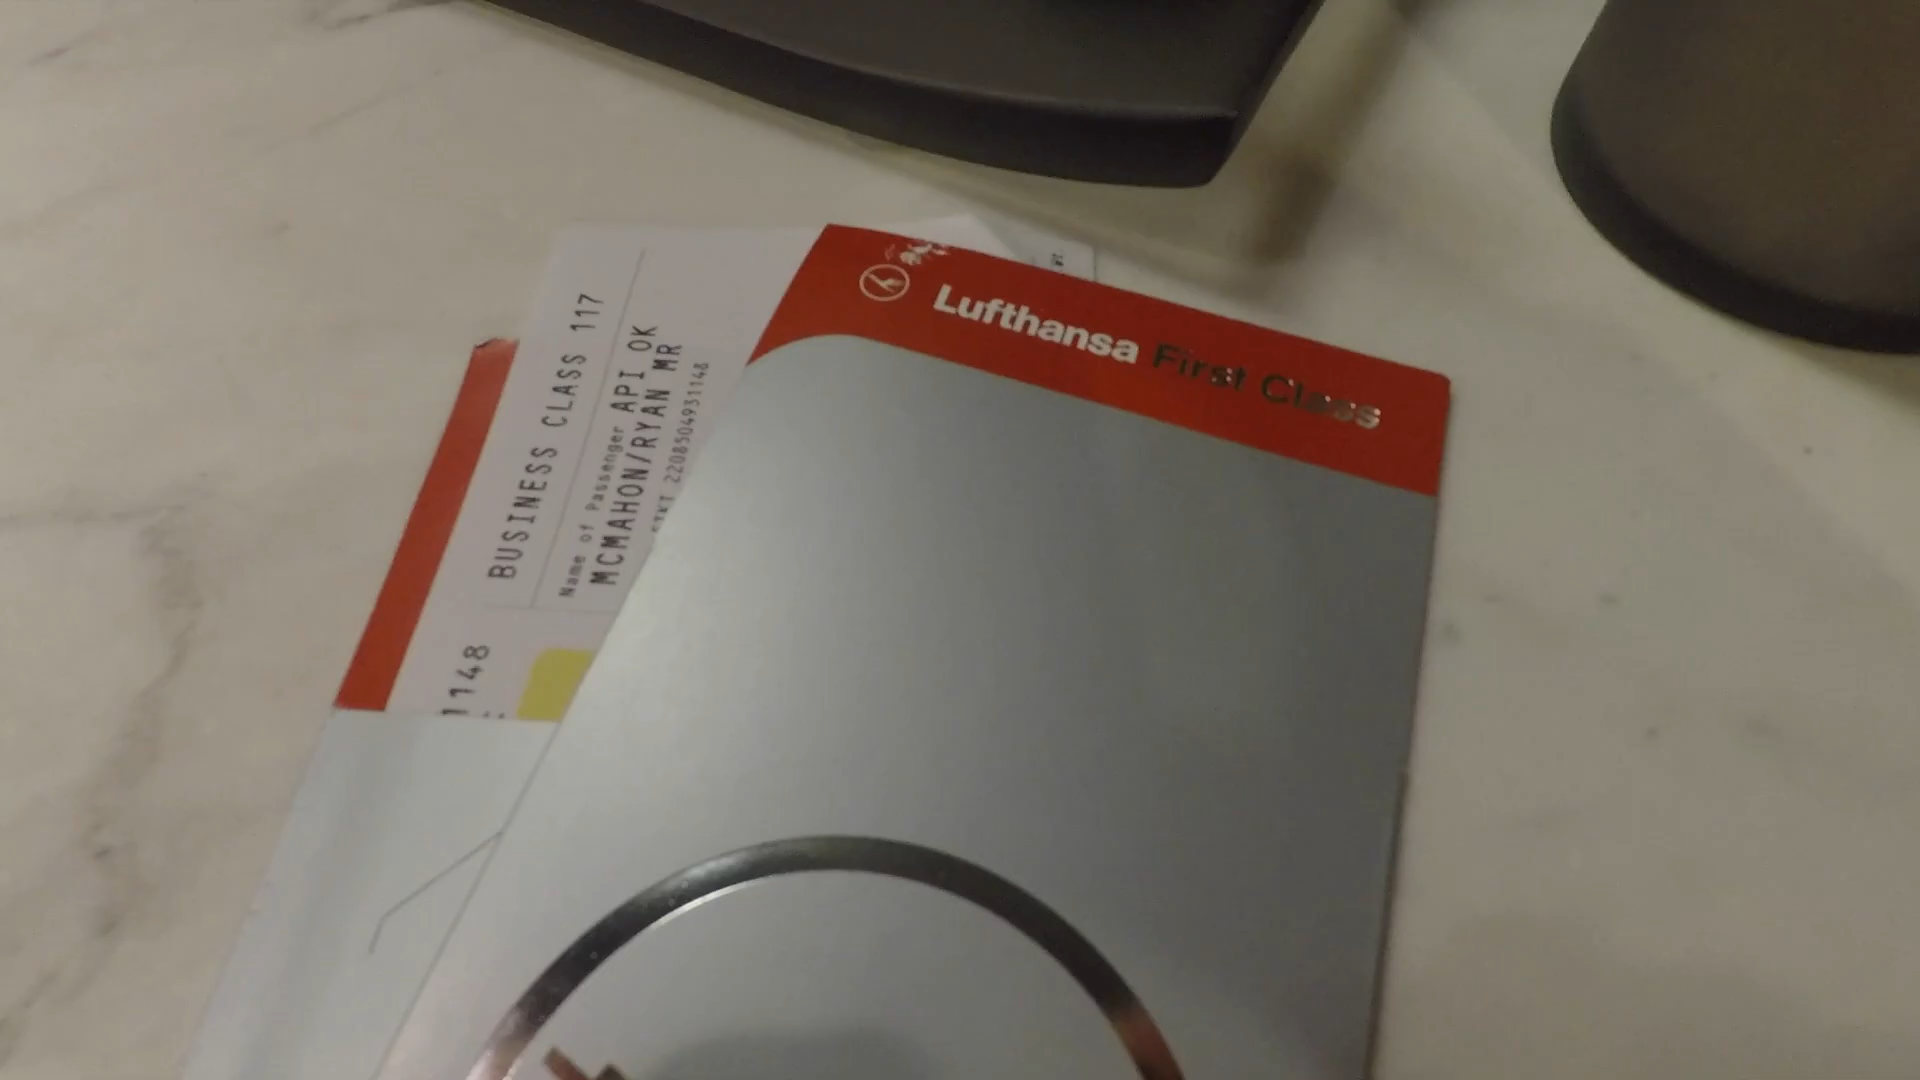 Lufthansa First Class
BUSINESS CLASS 117
Name of Passenger API OK
MCMAHON/RYAN MR
2208504931148
1148